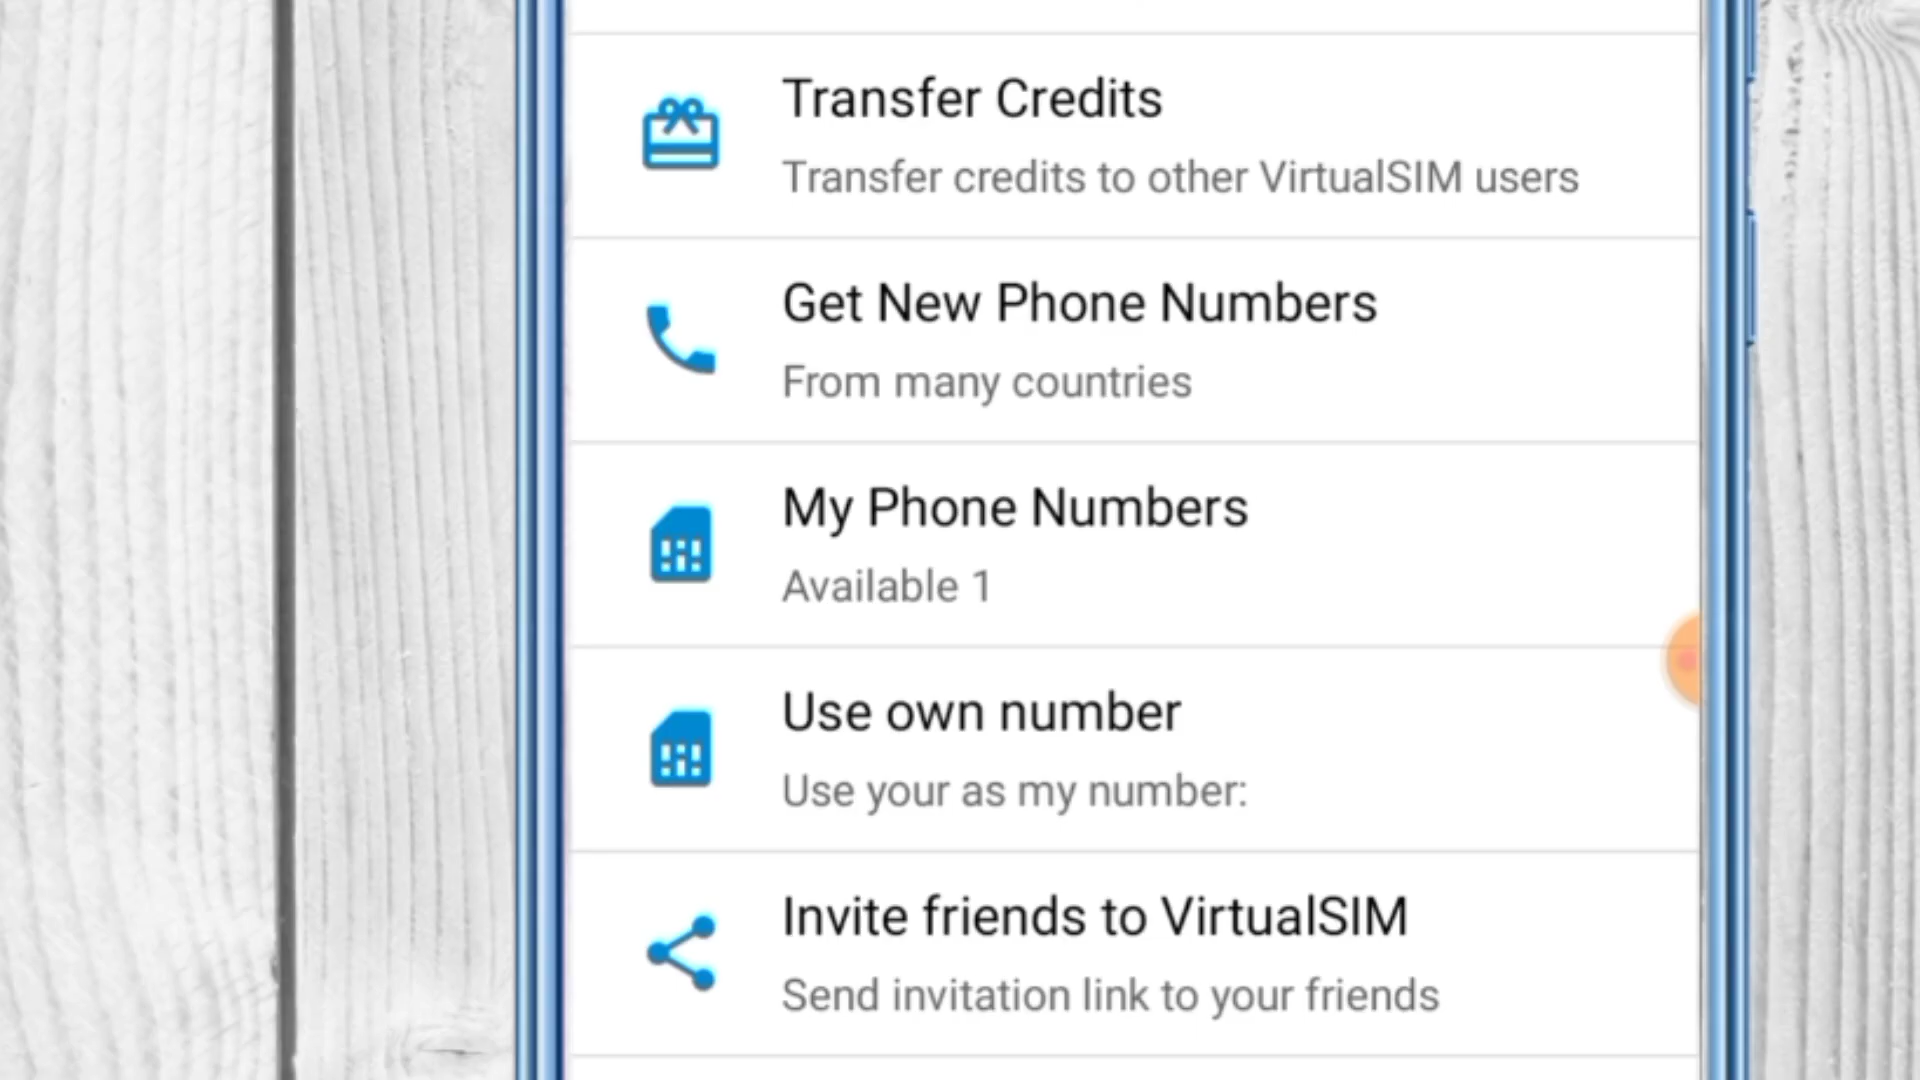 Transfer Credits
Transfer credits to other VirtualSIM users
Get New Phone Numbers
From many countries
My Phone Numbers
Available 1
Use own number
Use your as my number:
Invite friends to VirtualSIM
Send invitation link to your friends